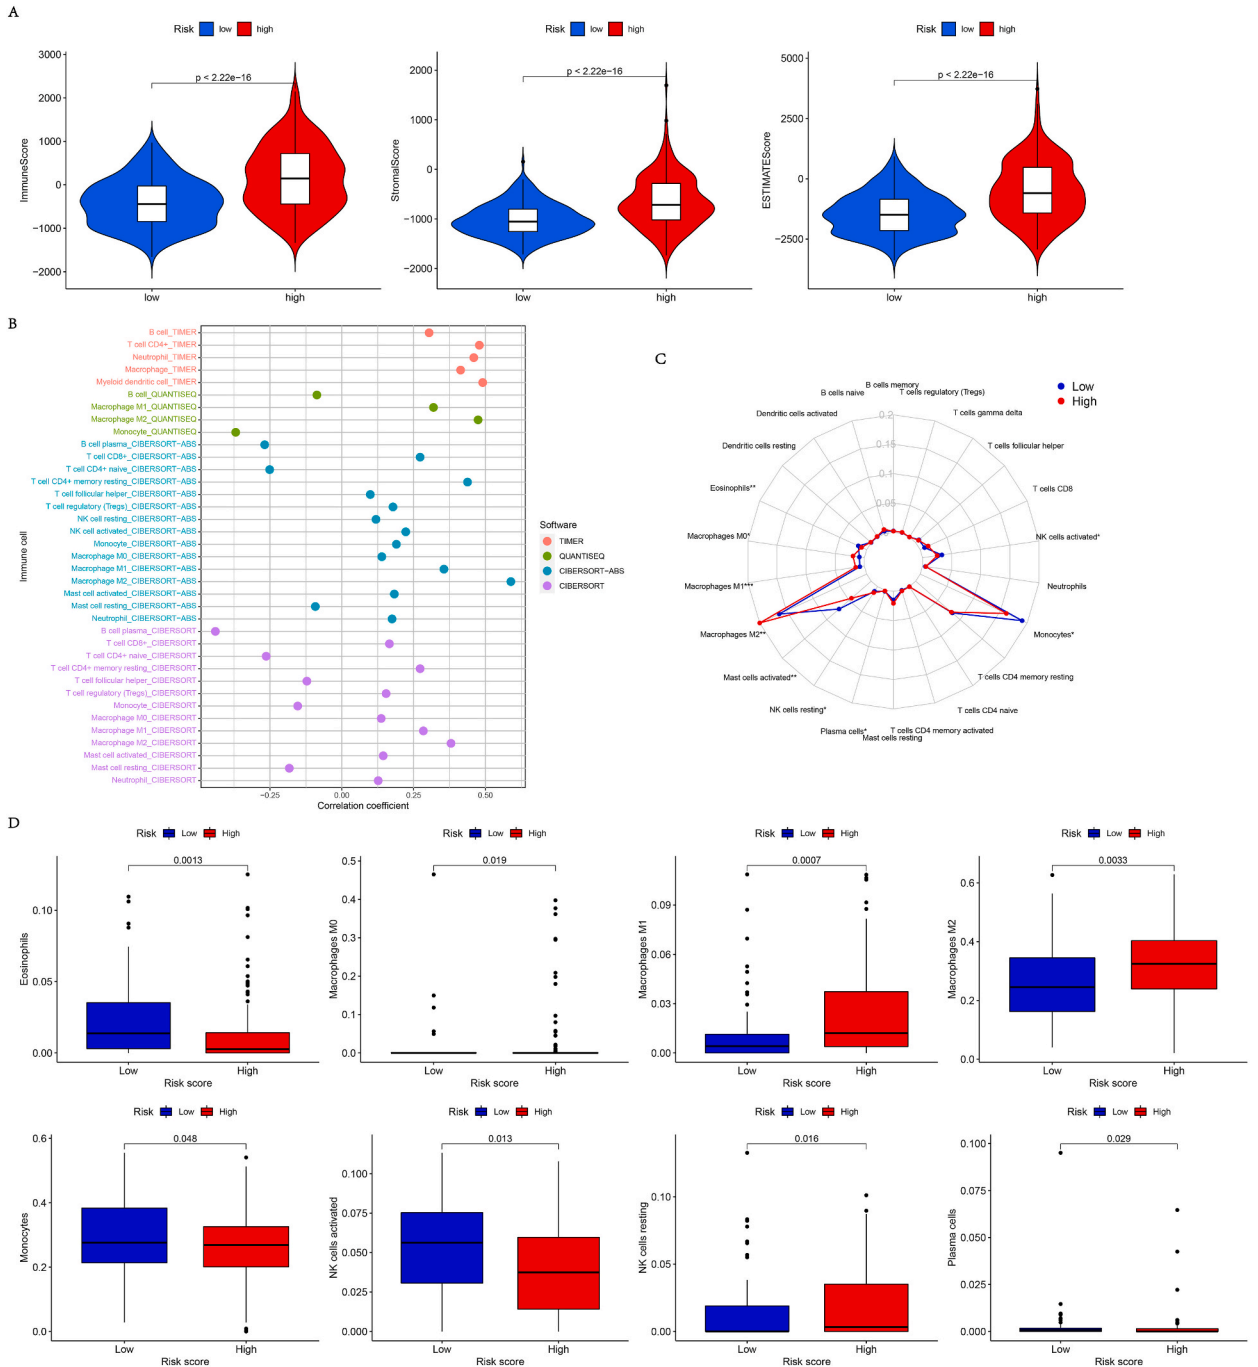 A
Risk low high
3000
2000
1000
0
−1000
−2000
ImmuneScore
p < 2.22e−16
low high
Risk low high
2000
1000
0
−1000
−2000
StromalScore
p < 2.22e−16
low high
Risk low high
5000
2500
0
−2500
ESTIMATEScore
p < 2.22e−16
low high
B
Immune cell
B cell_TIMER
T cell CD4+_TIMER
Neutrophil_TIMER
Macrophage_TIMER
Myeloid dendritic cell_TIMER
B cell_QUANTISEQ
Macrophage M1_QUANTISEQ
Macrophage M2_QUANTISEQ
Monocyte_QUANTISEQ
B cell plasma_CIBERSORT−ABS
T cell CD8+_CIBERSORT−ABS
T cell CD4+ naive_CIBERSORT−ABS
T cell CD4+ memory resting_CIBERSORT−ABS
T cell follicular helper_CIBERSORT−ABS
T cell regulatory (Tregs)_CIBERSORT−ABS
NK cell resting_CIBERSORT−ABS
NK cell activated_CIBERSORT−ABS
Monocyte_CIBERSORT−ABS
Macrophage M0_CIBERSORT−ABS
Macrophage M1_CIBERSORT−ABS
Macrophage M2_CIBERSORT−ABS
Mast cell activated_CIBERSORT−ABS
Mast cell resting_CIBERSORT−ABS
Neutrophil_CIBERSORT−ABS
B cell plasma_CIBERSORT
T cell CD8+_CIBERSORT
T cell CD4+ naive_CIBERSORT
T cell CD4+ memory resting_CIBERSORT
T cell follicular helper_CIBERSORT
T cell regulatory (Tregs)_CIBERSORT
Monocyte_CIBERSORT
Macrophage M0_CIBERSORT
Macrophage M1_CIBERSORT
Macrophage M2_CIBERSORT
Mast cell activated_CIBERSORT
Mast cell resting_CIBERSORT
Neutrophil_CIBERSORT
−0.25 0.00 0.25 0.50
Correlation coefficient
Software
TIMER
QUANTISEQ
CIBERSORT−ABS
CIBERSORT
C
Low
High
B cells memory
T cells regulatory (Tregs)
B cells naive
T cells gamma delta
Dendritic cells activated
T cells follicular helper
Dendritic cells resting
T cells CD8
Eosinophils**
NK cells activated*
Macrophages M0*
Neutrophils
Macrophages M1***
Monocytes*
Macrophages M2**
T cells CD4 memory resting
Mast cells activated**
T cells CD4 naive
NK cells resting*
T cells CD4 memory activated
Plasma cells*
Mast cells resting
0.2
0.15
0.1
0.05
D
Risk Low High
0.10
0.05
0.00
Eosinophils
0.0013
Low High
Risk score
Risk Low High
0.5
0.4
0.3
0.2
0.1
0.0
Macrophages M0
0.019
Low High
Risk score
Risk Low High
0.09
0.06
0.03
0.00
Macrophages M1
0.0007
Low High
Risk score
Risk Low High
0.6
0.4
0.2
0.0
Macrophages M2
0.0033
Low High
Risk score
Risk Low High
0.6
0.4
0.2
0.0
Monocytes
0.048
Low High
Risk score
Risk Low High
0.100
0.075
0.050
0.025
0.000
NK cells activated
0.013
Low High
Risk score
Risk Low High
0.10
0.05
0.00
NK cells resting
0.016
Low High
Risk score
Risk Low High
0.100
0.075
0.050
0.025
0.000
Plasma cells
0.029
Low High
Risk score